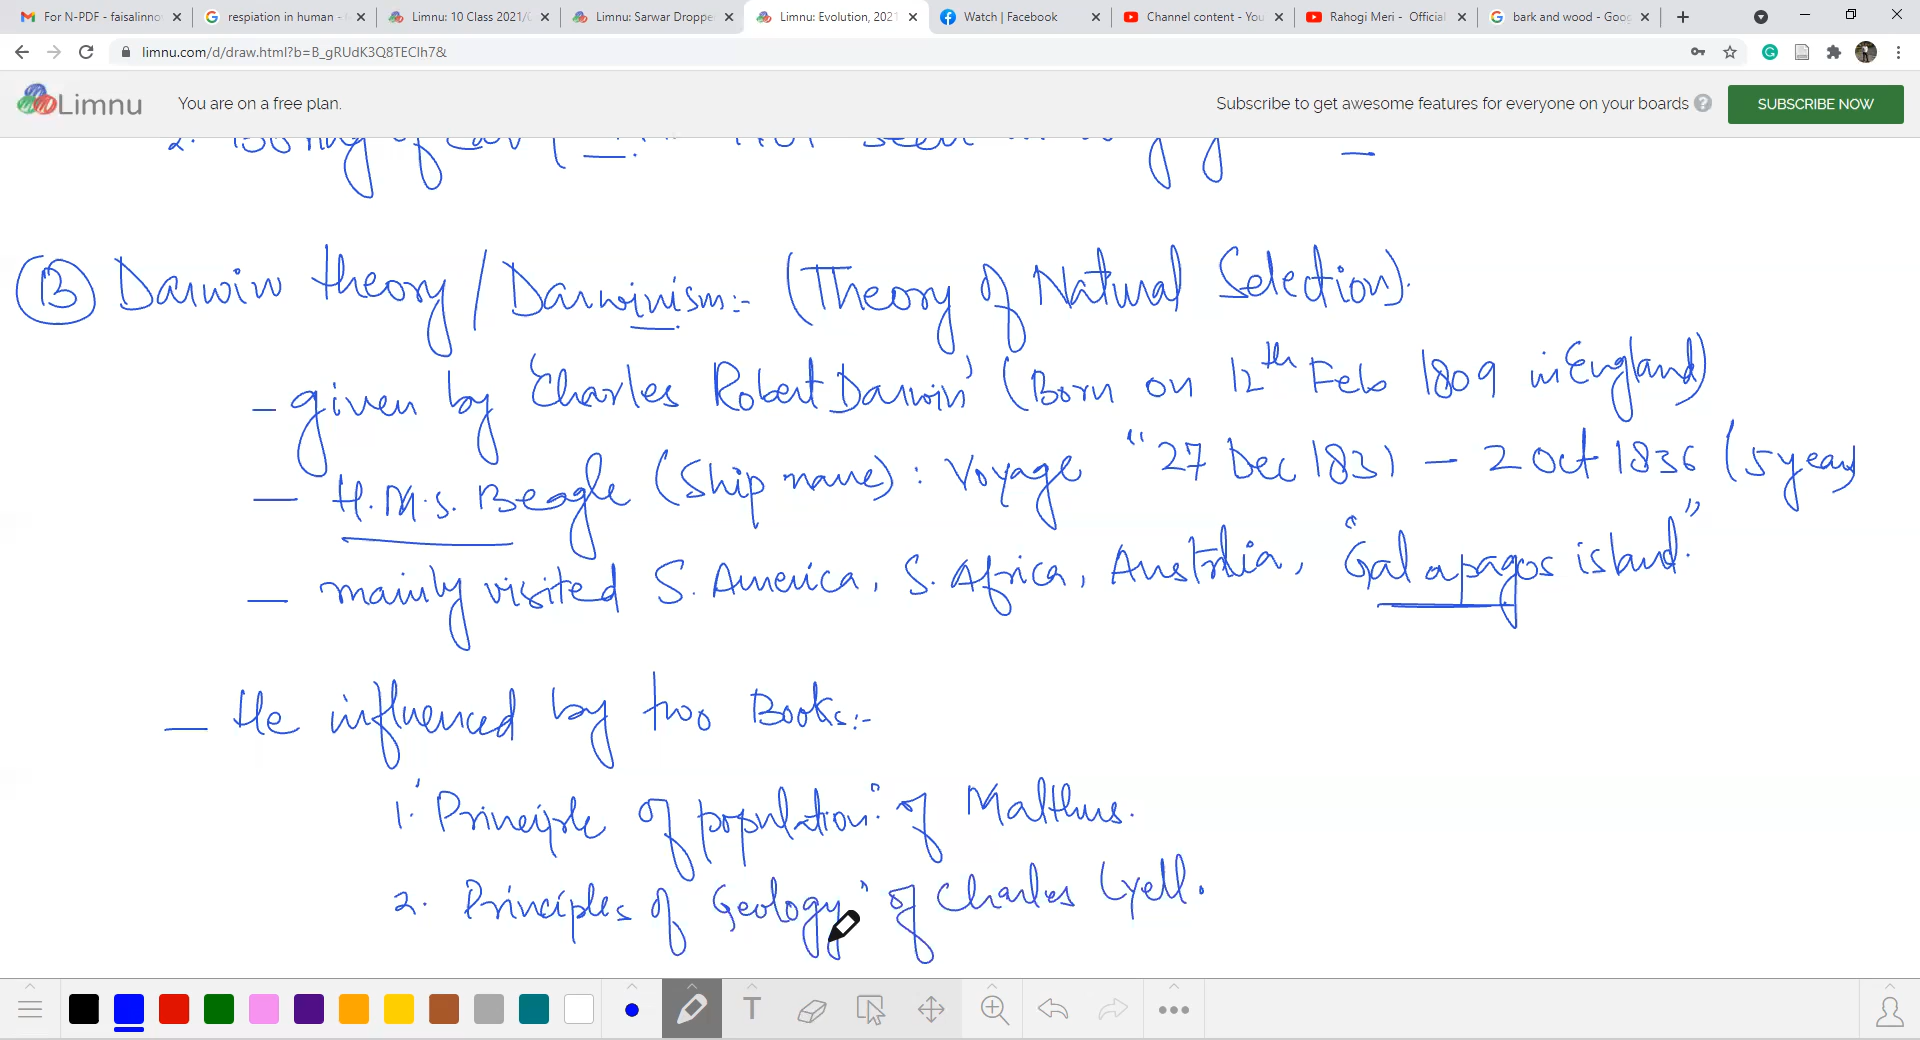 For N-PDF - faisalinno
respiation in human -
Limnu: 10 Class 2021/
Limnu: Sarwar Droppe
Limnu: Evolution, 2021
Watch | Facebook
Channel content - You
Rahogi Meri - Official
bark and wood - Goo
limnu.com/d/draw.html?b=B_gRUdK3Q8TEClh7&
Limnu
You are on a free plan.
Subscribe to get awesome features for everyone on your boards ?
SUBSCRIBE NOW
2.
(B) Darwin theory / Darwinism:- (Theory of Natural Selection).
- given by 'Charles Robert Darwin' (Born on 12th Feb 1809 in England)
- H.M.S. Beagle (Ship name) : Voyage "27 Dec 1831 - 2 Oct 1836 (5 years
- mainly visited S. America, S. Africa, Australia, "Galapagos island."
- He influenced by two Books:-
1. 'Principle of population" of Malthus.
2. Principles of Geology" of Charles Lyell.
T